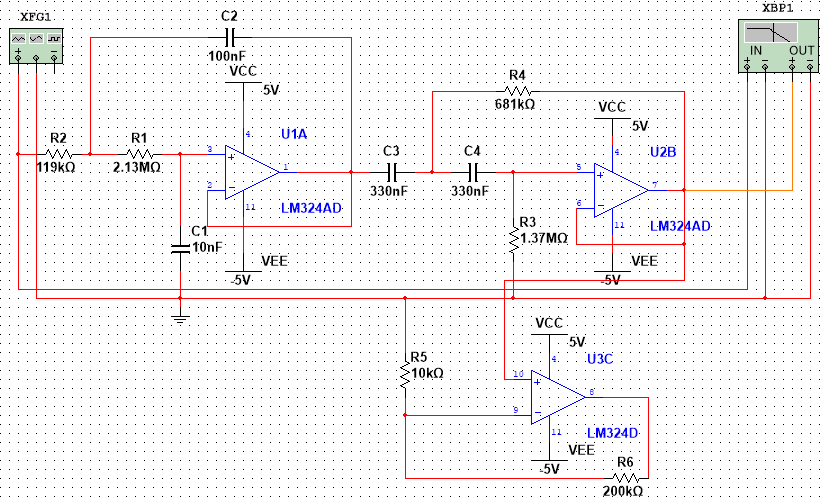 XFG1
XBP1
IN OUT
C2
100nF
VCC
5V
R4
681kΩ
VCC
5V
R2
119kΩ
R1
2.13MΩ
U1A
4
3
1
2
11
LM324AD
C3
330nF
C4
330nF
U2B
4
5
7
6
11
LM324AD
C1
10nF
R3
1.37MΩ
VEE
-5V
VEE
-5V
VCC
5V
U3C
R5
10kΩ
4
10
8
9
11
LM324D
VEE
-5V
R6
200kΩ